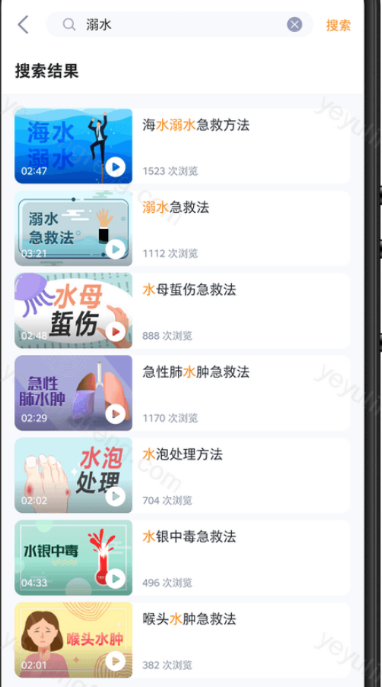 溺水
搜索
搜索结果
海水
溺水
02:47
海水溺水急救方法
1523 次浏览
溺水
急救法
03:21
溺水急救法
1112 次浏览
水母
蜇伤
02:48
水母蜇伤急救法
888 次浏览
急性
肺水肿
02:29
急性肺水肿急救法
1170 次浏览
水泡
处理
02:02
水泡处理方法
704 次浏览
水银中毒
04:33
水银中毒急救法
496 次浏览
喉头水肿
02:01
喉头水肿急救法
382 次浏览